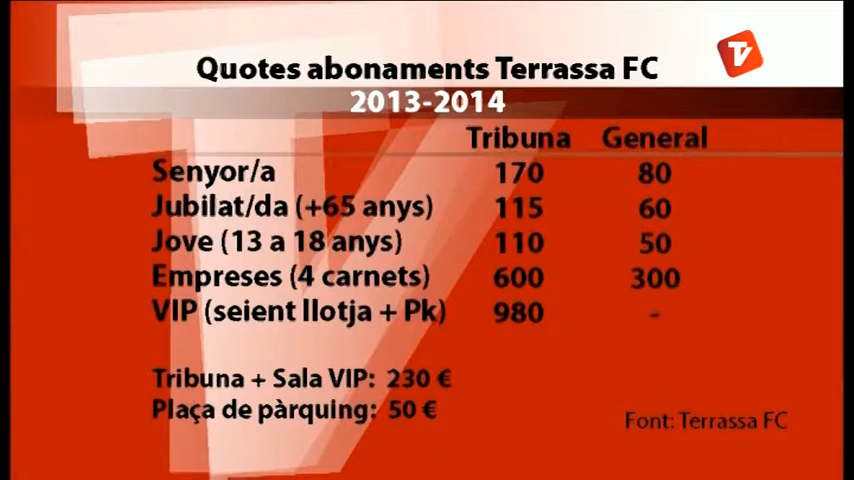 Quotes abonaments Terrassa FC
2013-2014
Tribuna General
Senyor/a 170 80
Jubilat/da (+65 anys) 115 60
Jove (13 a 18 anys) 110 50
Empreses (4 carnets) 600 300
VIP (seient llotja + Pk) 980 -
Tribuna + Sala VIP: 230 €
Plaça de pàrquing: 50 €
Font: Terrassa FC